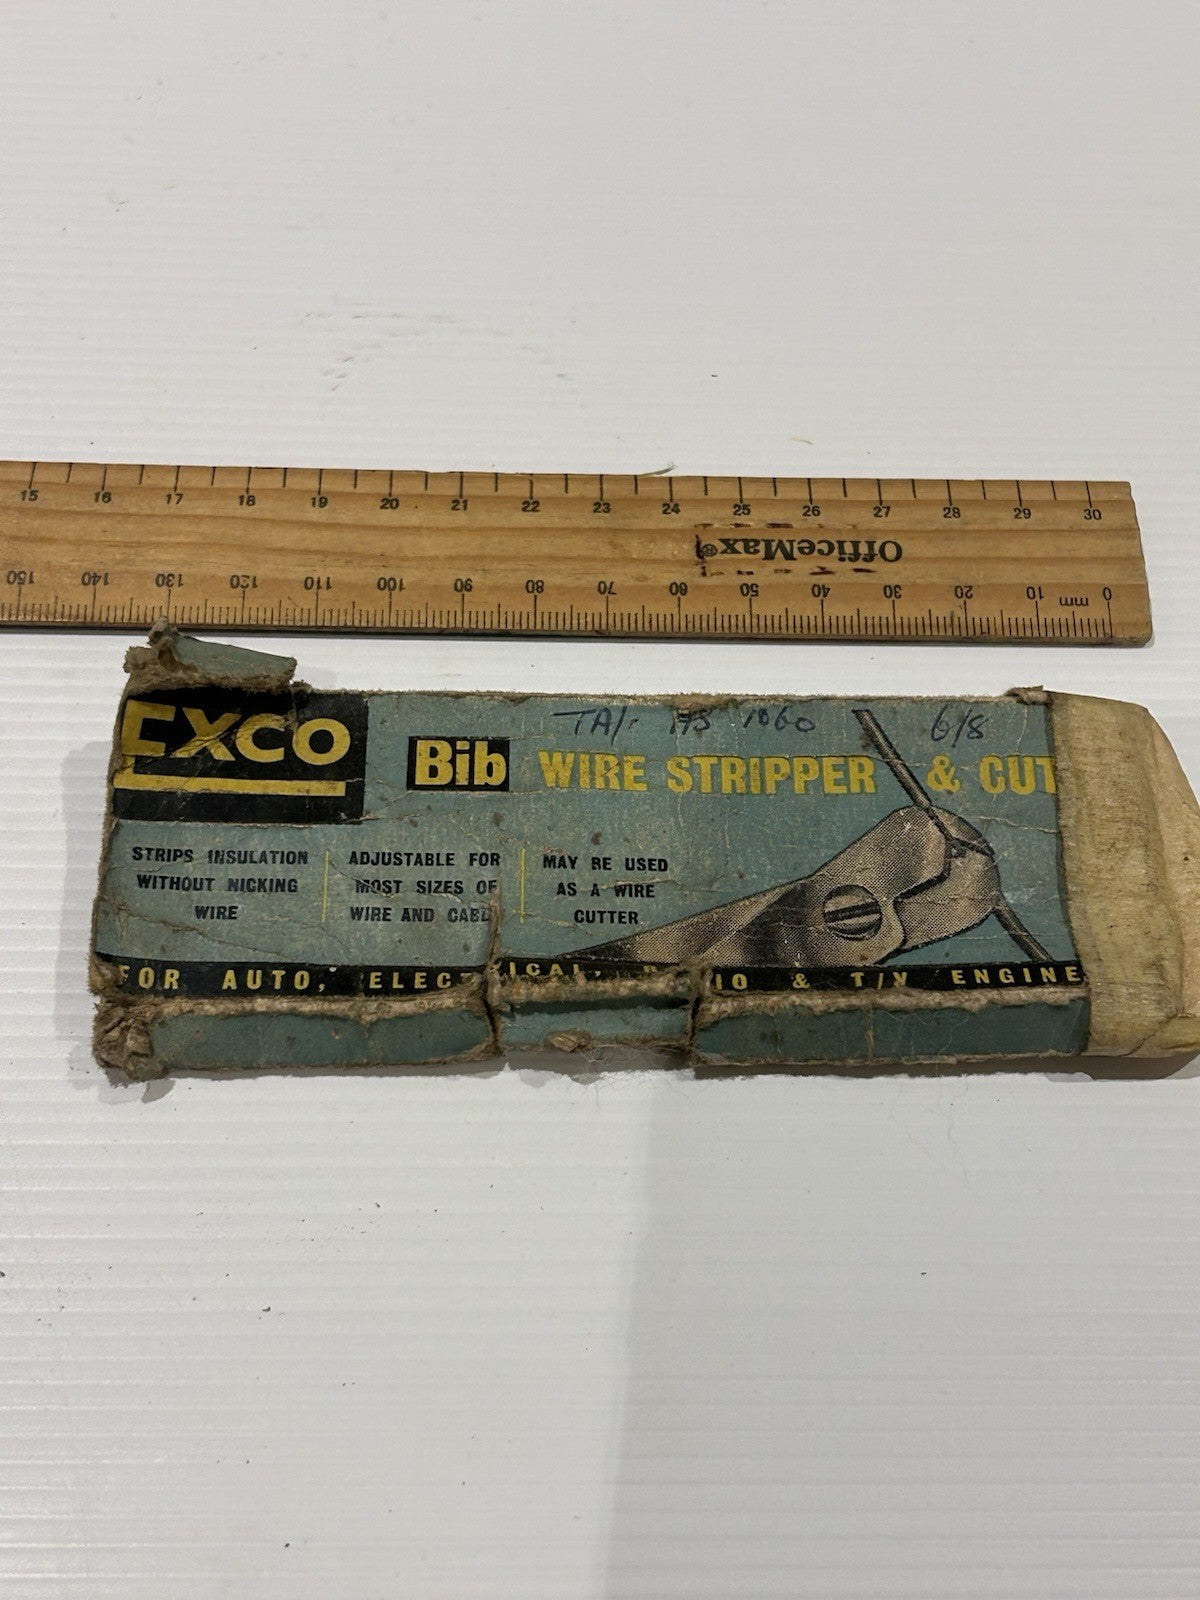 15 16 17 18 19 20 21 22 23 24 25 26 27 28 29 30
OfficeMax®
150 140 130 120 110 100 90 80 70 60 50 40 30 20 10 mm 0
TA/- 6/8
EXCO
Bib WIRE STRIPPER & CUT
STRIPS INSULATION
WITHOUT NICKING
WIRE
ADJUSTABLE FOR
MOST SIZES OF
WIRE AND CABL
MAY BE USED
AS A WIRE
CUTTER
FOR AUTO, ELEC ICAL, R IO & T/V ENGINE